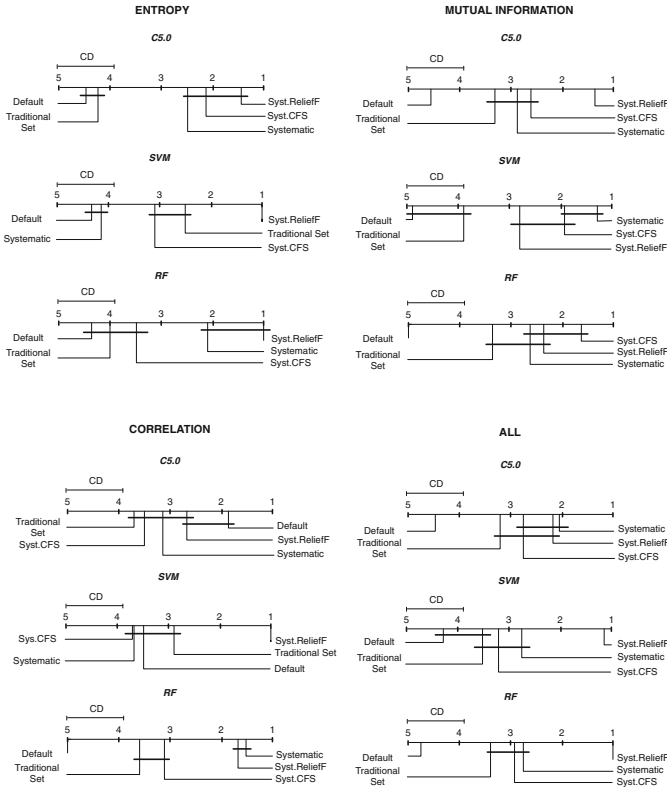 ENTROPY
C5.0
CD
5 4 3 2 1
Default
Traditional
Set
Syst.ReliefF
Syst.CFS
Systematic
SVM
CD
5 4 3 2 1
Default
Systematic
Syst.ReliefF
Traditional Set
Syst.CFS
RF
CD
5 4 3 2 1
Default
Traditional
Set
Syst.ReliefF
Systematic
Syst.CFS
MUTUAL INFORMATION
C5.0
CD
5 4 3 2 1
Default
Traditional
Set
Syst.ReliefF
Syst.CFS
Systematic
SVM
CD
5 4 3 2 1
Default
Traditional
Set
Systematic
Syst.CFS
Syst.ReliefF
RF
CD
5 4 3 2 1
Default
Traditional
Set
Syst.CFS
Syst.ReliefF
Systematic
CORRELATION
C5.0
CD
5 4 3 2 1
Traditional
Set
Syst.CFS
Default
Syst.ReliefF
Systematic
SVM
CD
5 4 3 2 1
Sys.CFS
Systematic
Syst.ReliefF
Traditional Set
Default
RF
CD
5 4 3 2 1
Default
Traditional
Set
Systematic
Syst.ReliefF
Syst.CFS
ALL
C5.0
CD
5 4 3 2 1
Default
Traditional
Set
Systematic
Syst.ReliefF
Syst.CFS
SVM
CD
5 4 3 2 1
Default
Traditional
Set
Syst.ReliefF
Systematic
Syst.CFS
RF
CD
5 4 3 2 1
Default
Traditional
Set
Syst.ReliefF
Systematic
Syst.CFS